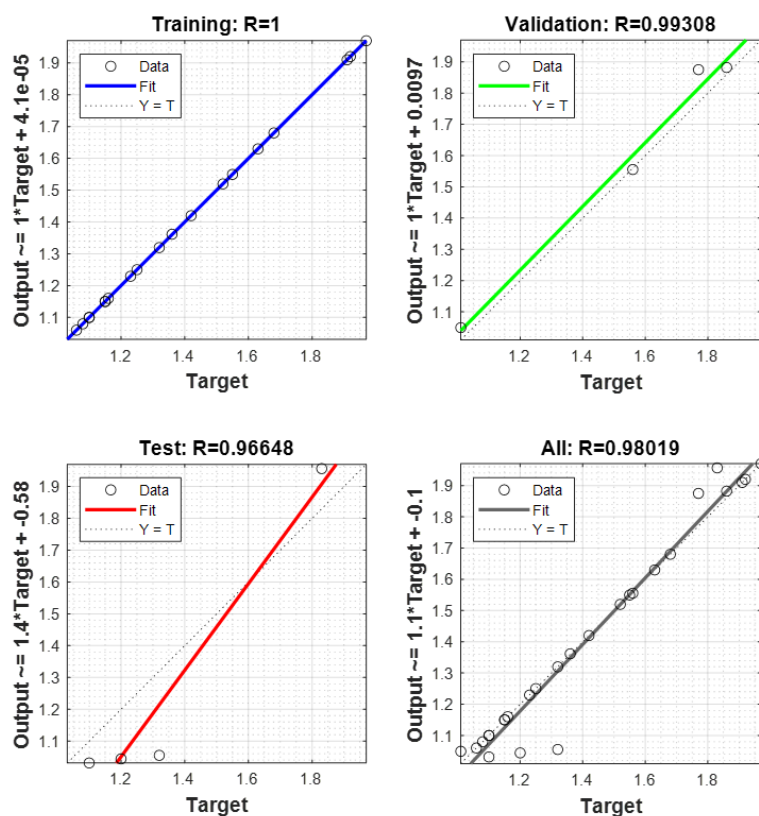 Training: R=1
Output ~= 1*Target + 4.1e-05
Data
Fit
Y = T
1.9
1.8
1.7
1.6
1.5
1.4
1.3
1.2
1.1
1.2
1.4
1.6
1.8
Target
Validation: R=0.99308
Output ~= 1*Target + 0.0097
Data
Fit
Y = T
1.9
1.8
1.7
1.6
1.5
1.4
1.3
1.2
1.1
1.2
1.4
1.6
1.8
Target
Test: R=0.96648
Output ~= 1.4*Target + -0.58
Data
Fit
Y = T
1.9
1.8
1.7
1.6
1.5
1.4
1.3
1.2
1.1
1.2
1.4
1.6
1.8
Target
All: R=0.98019
Output ~= 1.1*Target + -0.1
Data
Fit
Y = T
1.9
1.8
1.7
1.6
1.5
1.4
1.3
1.2
1.1
1.2
1.4
1.6
1.8
Target